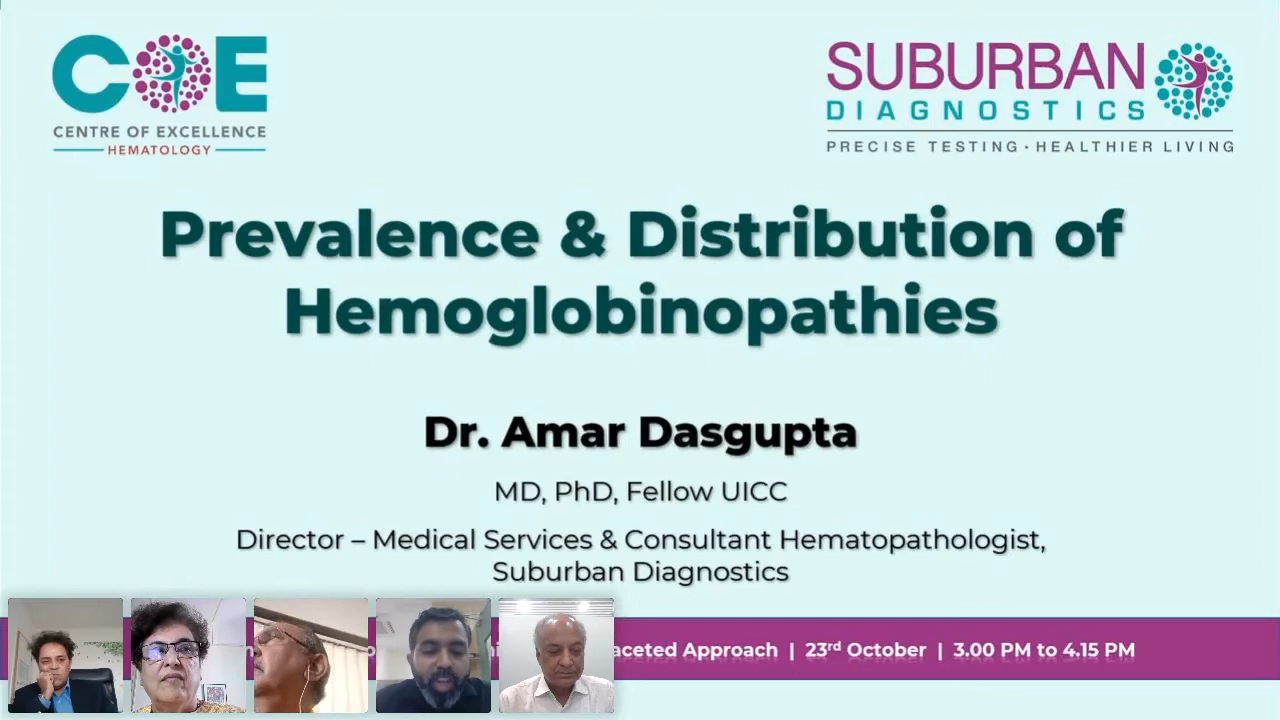 COE
CENTRE OF EXCELLENCE
HEMATOLOGY
SUBURBAN
DIAGNOSTICS
PRECISE TESTING · HEALTHIER LIVING
Prevalence & Distribution of
Hemoglobinopathies
Dr. Amar Dasgupta
MD, PhD, Fellow UICC
Director – Medical Services & Consultant Hematopathologist,
Suburban Diagnostics
aceted Approach | 23rd October | 3.00 PM to 4.15 PM